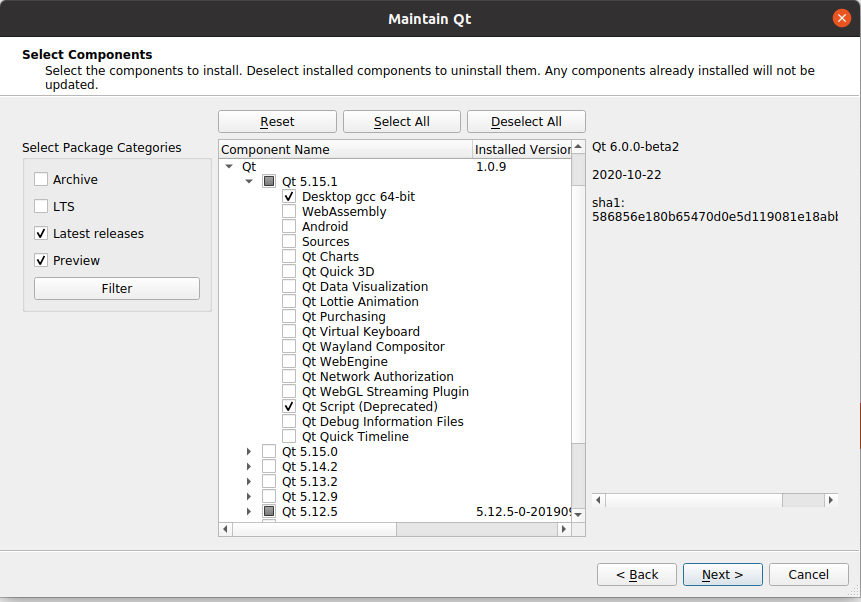 Maintain Qt
Select Components
Select the components to install. Deselect installed components to uninstall them. Any components already installed will not be
updated.
Reset
Select All
Deselect All
Select Package Categories
Archive
LTS
Latest releases
Preview
Filter
Component Name Installed Version
Qt 1.0.9
Qt 5.15.1
Desktop gcc 64-bit
WebAssembly
Android
Sources
Qt Charts
Qt Quick 3D
Qt Data Visualization
Qt Lottie Animation
Qt Purchasing
Qt Virtual Keyboard
Qt Wayland Compositor
Qt WebEngine
Qt Network Authorization
Qt WebGL Streaming Plugin
Qt Script (Deprecated)
Qt Debug Information Files
Qt Quick Timeline
Qt 5.15.0
Qt 5.14.2
Qt 5.13.2
Qt 5.12.9
Qt 5.12.5 5.12.5-0-20190
Qt 6.0.0-beta2
2020-10-22
sha1:
586856e180b65470d0e5d119081e18ab
< Back
Next >
Cancel